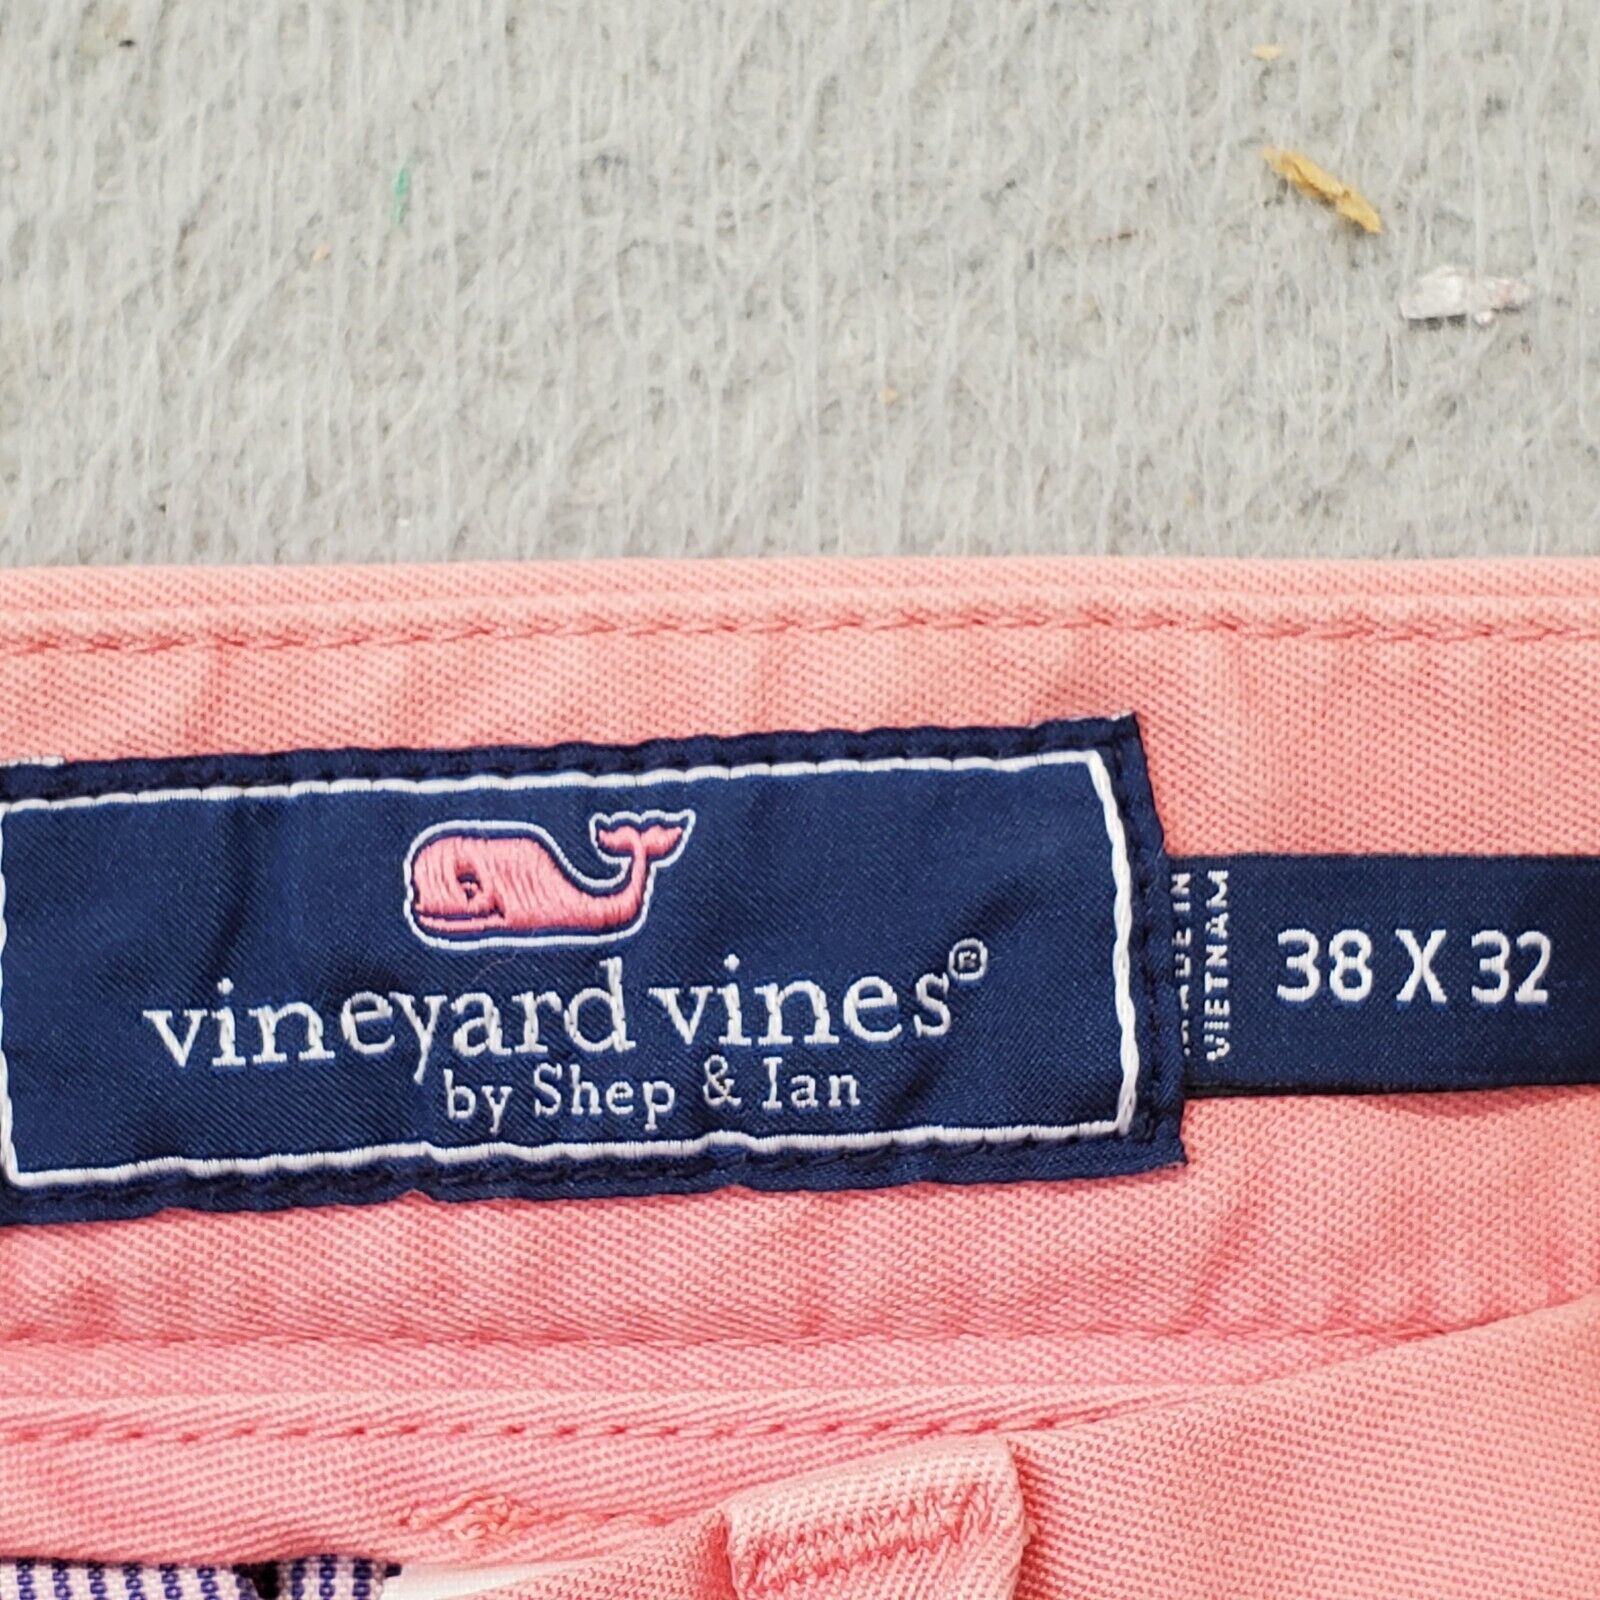 vineyard vines®
by Shep & Ian
MADE IN
VIETNAM
38 X 32